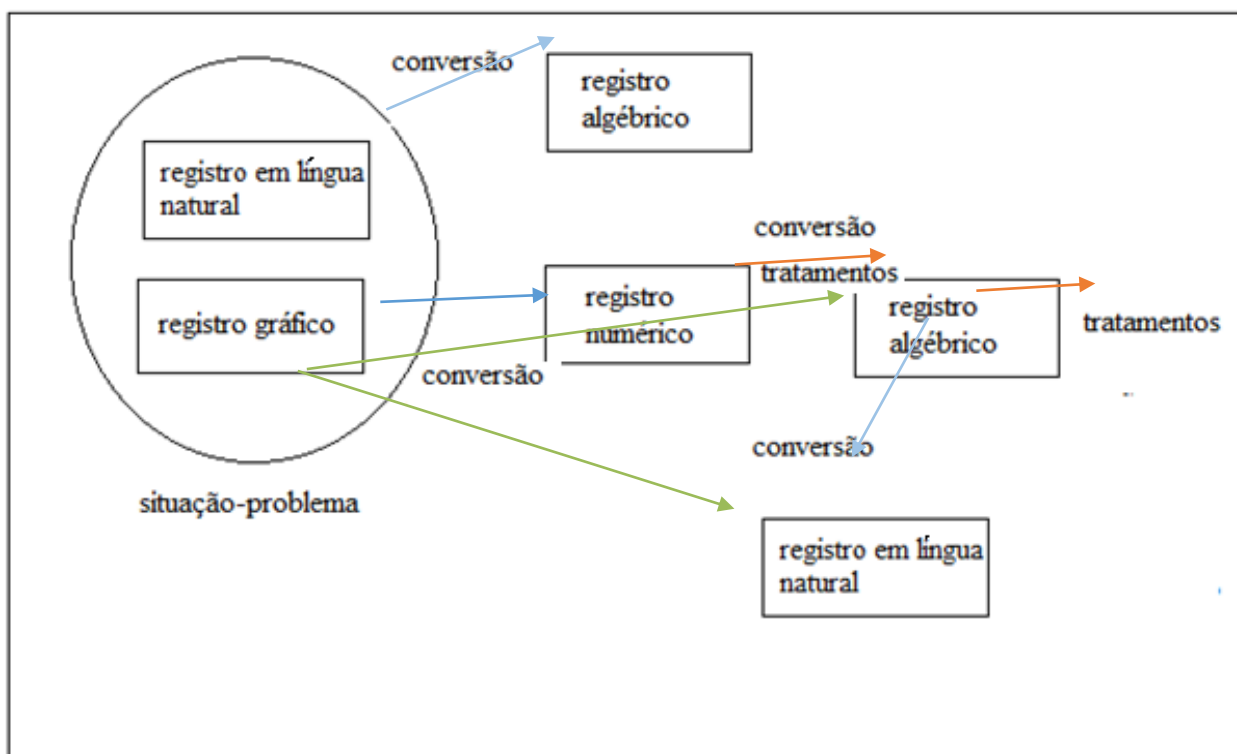 conversão
registro
algébrico
registro em língua
natural
conversão
tratamentos
registro gráfico
registro
numérico
registro
algébrico
tratamentos
conversão
conversão
situação-problema
registro em língua
natural